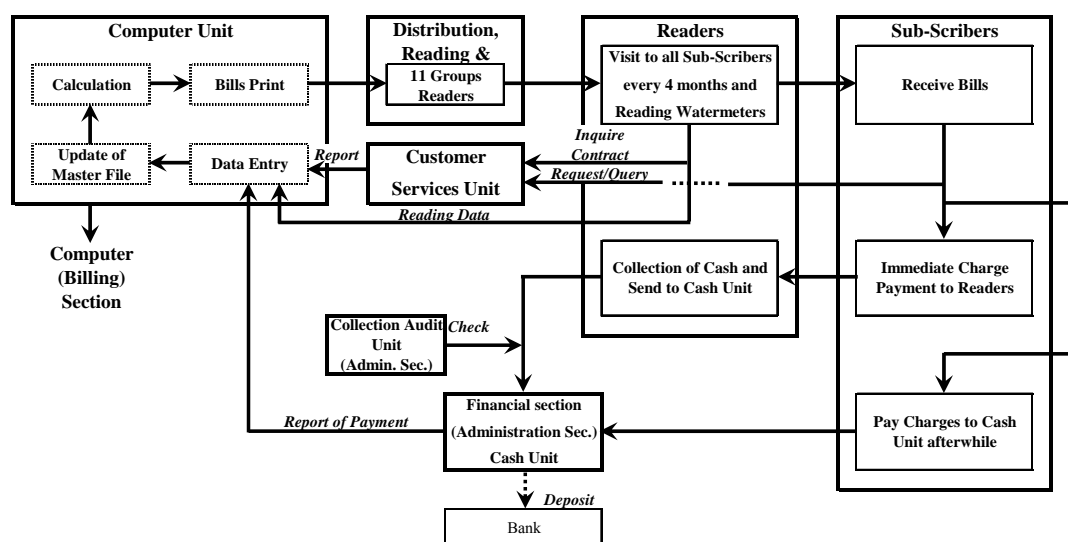 Computer Unit
Calculation
Bills Print
Update of
Master File
Data Entry
Computer
(Billing)
Section
Distribution,
Reading &
11 Groups
Readers
Report
Customer
Services Unit
Inquire
Contract
Request/Query
Reading Data
Readers
Visit to all Sub-Scribers
every 4 months and
Reading Watermeters
Collection of Cash and
Send to Cash Unit
Sub-Scribers
Receive Bills
Immediate Charge
Payment to Readers
Pay Charges to Cash
Unit afterwhile
Collection Audit
Unit
(Admin. Sec.)
Check
Financial section
(Administration Sec.)
Cash Unit
Report of Payment
Deposit
Bank